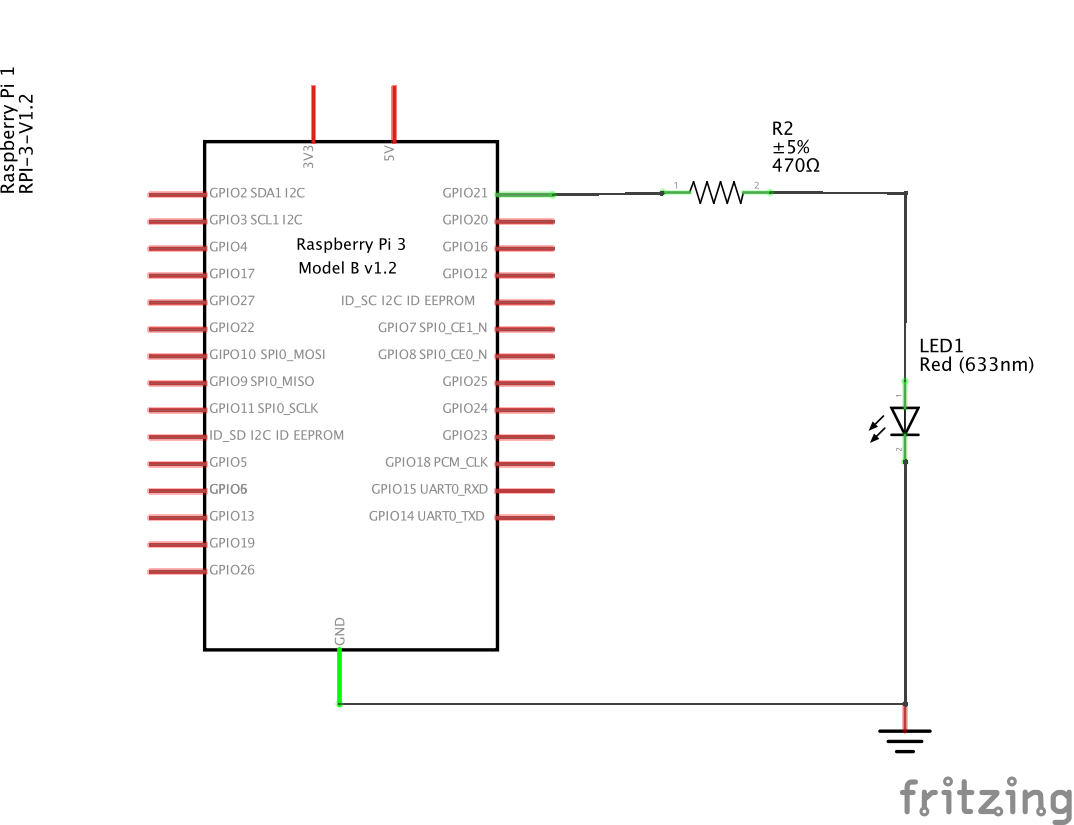 Raspberry Pi 1
RPI-3-V1.2
3V3
5V
R2
±5%
470Ω
1
2
GPIO2 SDA1 I2C
GPIO3 SCL1 I2C
GPIO4
GPIO17
GPIO27
GPIO22
GIPO10 SPI0_MOSI
GPIO9 SPI0_MISO
GPIO11 SPI0_SCLK
ID_SD I2C ID EEPROM
GPIO5
GPIO6
GPIO13
GPIO19
GPIO26
Raspberry Pi 3
Model B v1.2
GPIO21
GPIO20
GPIO16
GPIO12
ID_SC I2C ID EEPROM
GPIO7 SPI0_CE1_N
GPIO8 SPI0_CE0_N
GPIO25
GPIO24
GPIO23
GPIO18 PCM_CLK
GPIO15 UART0_RXD
GPIO14 UART0_TXD
LED1
Red (633nm)
1
2
GND
fritzing